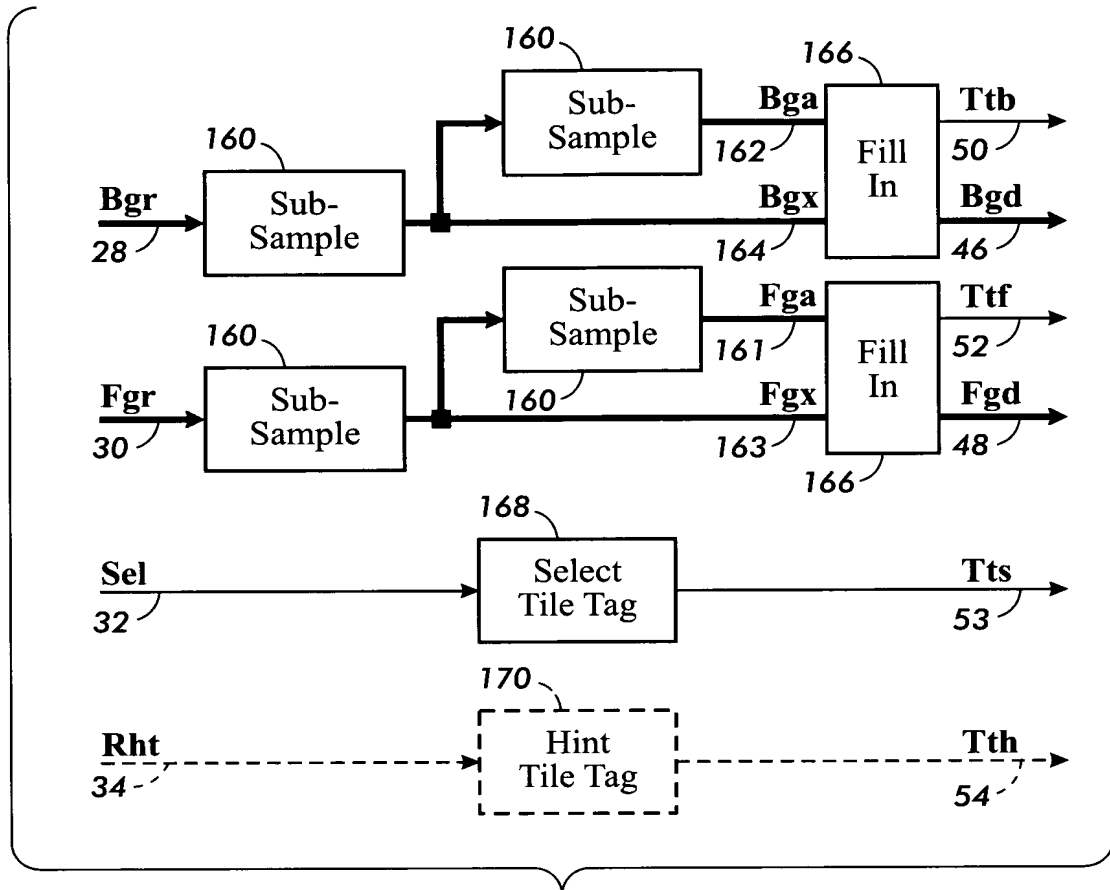 160
166
Sub-
Sample
Bga
162
Fill
In
Ttb
50
160
Bgr
28
Sub-
Sample
Bgx
164
Bgd
46
160
Fgr
30
Sub-
Sample
Sub-
Sample
160
Fga
161
Fgx
163
Fill
In
166
Ttf
52
Fgd
48
168
Sel
32
Select
Tile Tag
Tts
53
170
Rht
34
Hint
Tile Tag
Tth
54